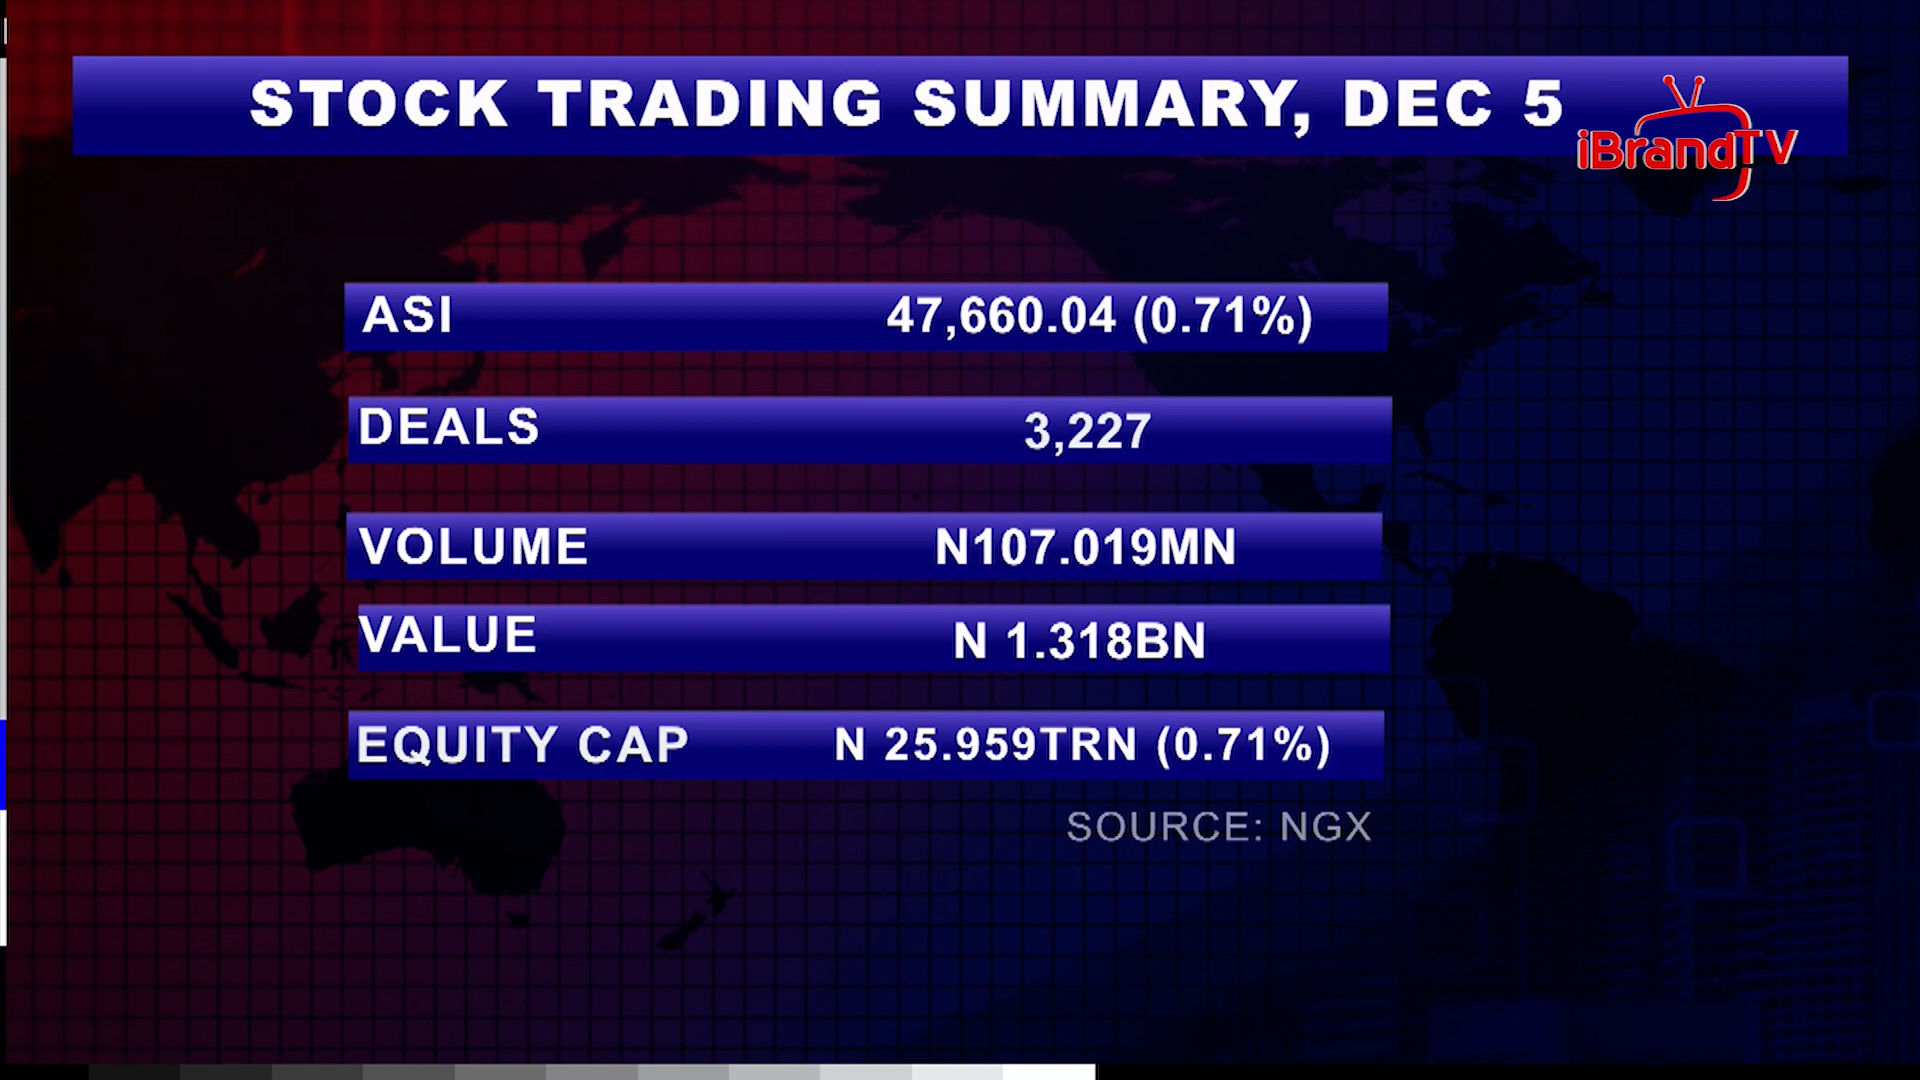 STOCK TRADING SUMMARY, DEC 5
iBrandTV
ASI 47,660.04 (0.71%)
DEALS 3,227
VOLUME N107.019MN
VALUE N 1.318BN
EQUITY CAP N 25.959TRN (0.71%)
SOURCE: NGX